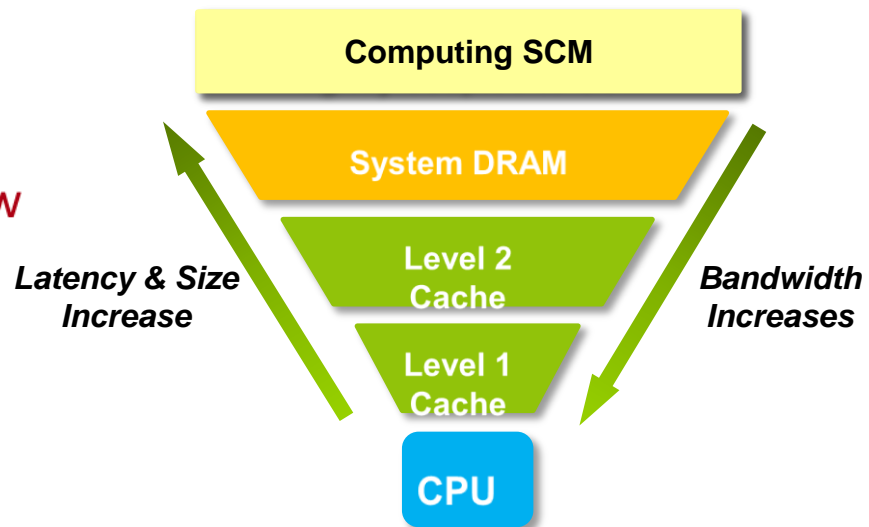 Computing SCM
System DRAM
w
Latency & Size
Increase
Level 2
Cache
Bandwidth
Increases
Level 1
Cache
CPU